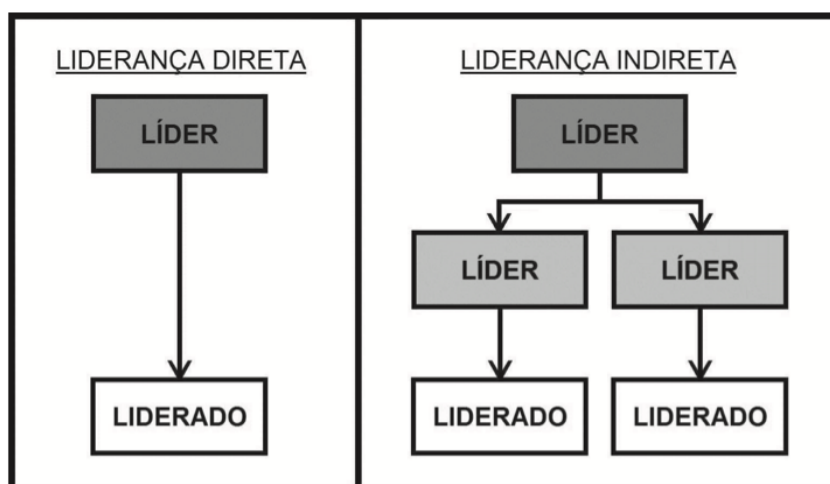 LIDERANÇA DIRETA
LÍDER
LIDERADO
LIDERANÇA INDIRETA
LÍDER
LÍDER
LÍDER
LIDERADO
LIDERADO